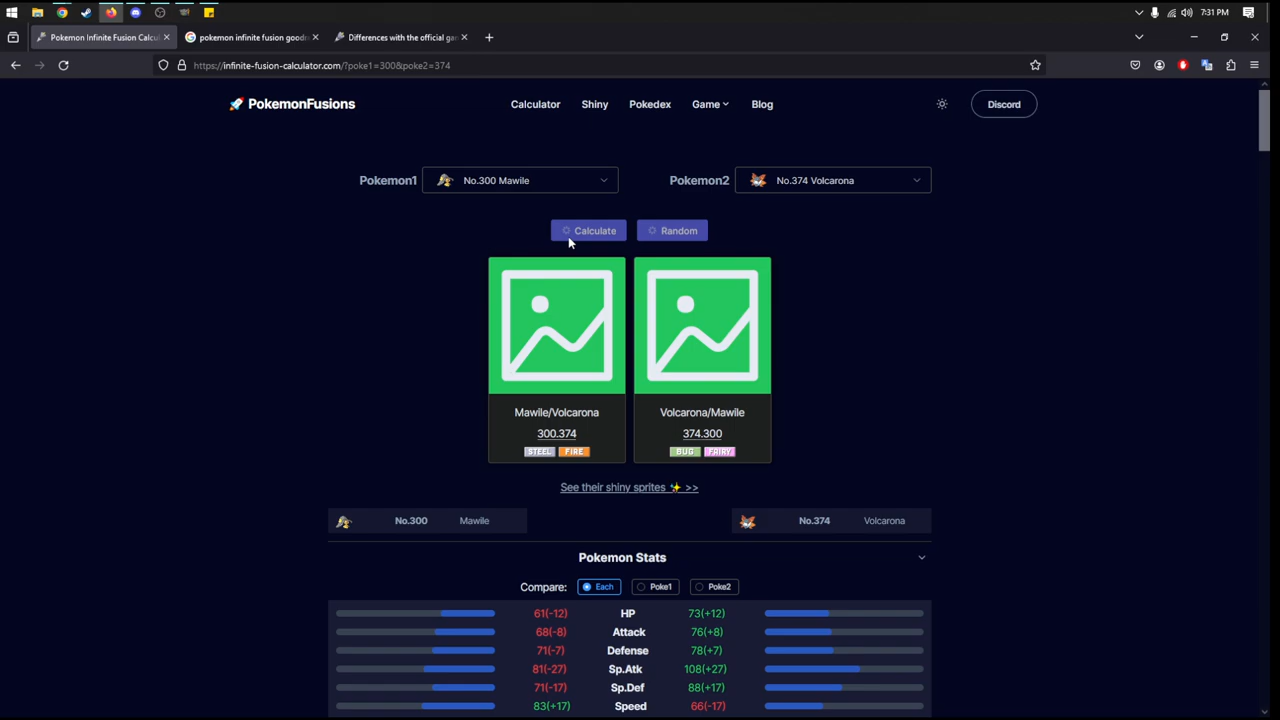 7:31 PM
Pokemon Infinite Fusion Calcul
pokemon infinite fusion goodr
Differences with the official gam
https://infinite-fusion-calculator.com/?poke1=300&poke2=374
PokemonFusions
Calculator
Shiny
Pokedex
Game
Blog
Discord
Pokemon1
No.300 Mawile
Pokemon2
No.374 Volcarona
Calculate
Random
Mawile/Volcarona
300.374
STEEL FIRE
Volcarona/Mawile
374.300
BUG FAIRY
See their shiny sprites ✨ >>
No.300 Mawile
No.374 Volcarona
Pokemon Stats
Compare: Each Poke1 Poke2
61(-12) HP 73(+12)
68(-8) Attack 76(+8)
71(-7) Defense 78(+7)
81(-27) Sp.Atk 108(+27)
71(-17) Sp.Def 88(+17)
83(+17) Speed 66(-17)